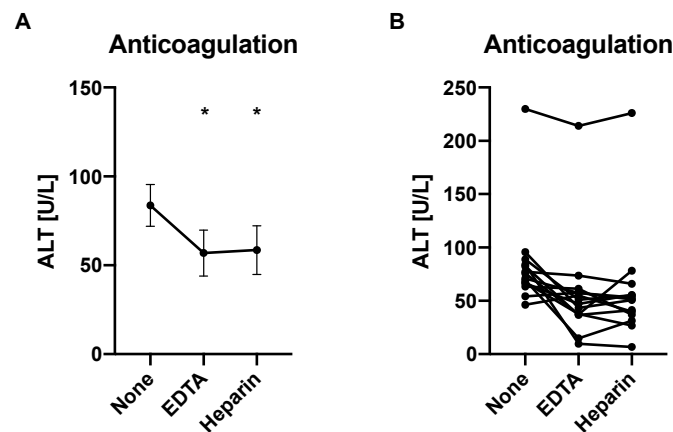 A
Anticoagulation
ALT [U/L]
150
100
50
0
* *
None EDTA Heparin
B
Anticoagulation
ALT [U/L]
250
200
150
100
50
0
None EDTA Heparin